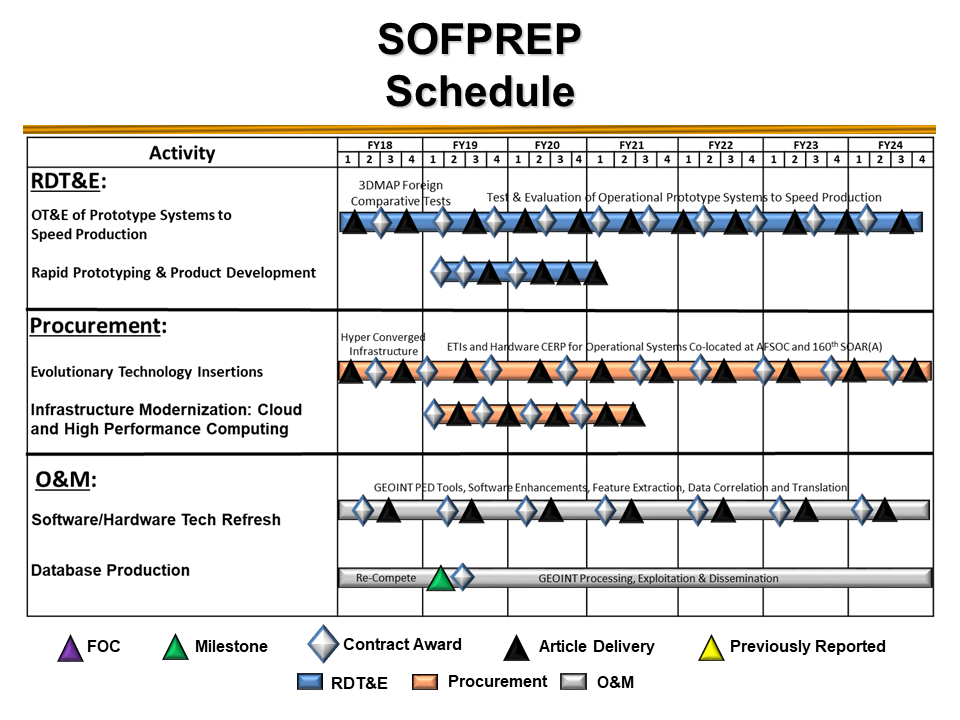 SOFPREP
Schedule
Activity
FY18 FY19 FY20 FY21 FY22 FY23 FY24
1 2 3 4 1 2 3 4 1 2 3 4 1 2 3 4 1 2 3 4 1 2 3 4 1 2 3 4
RDT&E:
3DMAP Foreign
Comparative Tests
Test & Evaluation of Operational Prototype Systems to Speed Production
OT&E of Prototype Systems to
Speed Production
Rapid Prototyping & Product Development
Procurement:
Hyper Converged
Infrastructure
ETIs and Hardware CERP for Operational Systems Co-located at AFSOC and 160th SOAR(A)
Evolutionary Technology Insertions
Infrastructure Modernization: Cloud
and High Performance Computing
O&M:
GEOINT PED Tools, Software Enhancements, Feature Extraction, Data Correlation and Translation
Software/Hardware Tech Refresh
Database Production
Re-Compete
GEOINT Processing, Exploitation & Dissemination
FOC Milestone Contract Award Article Delivery Previously Reported
RDT&E Procurement O&M